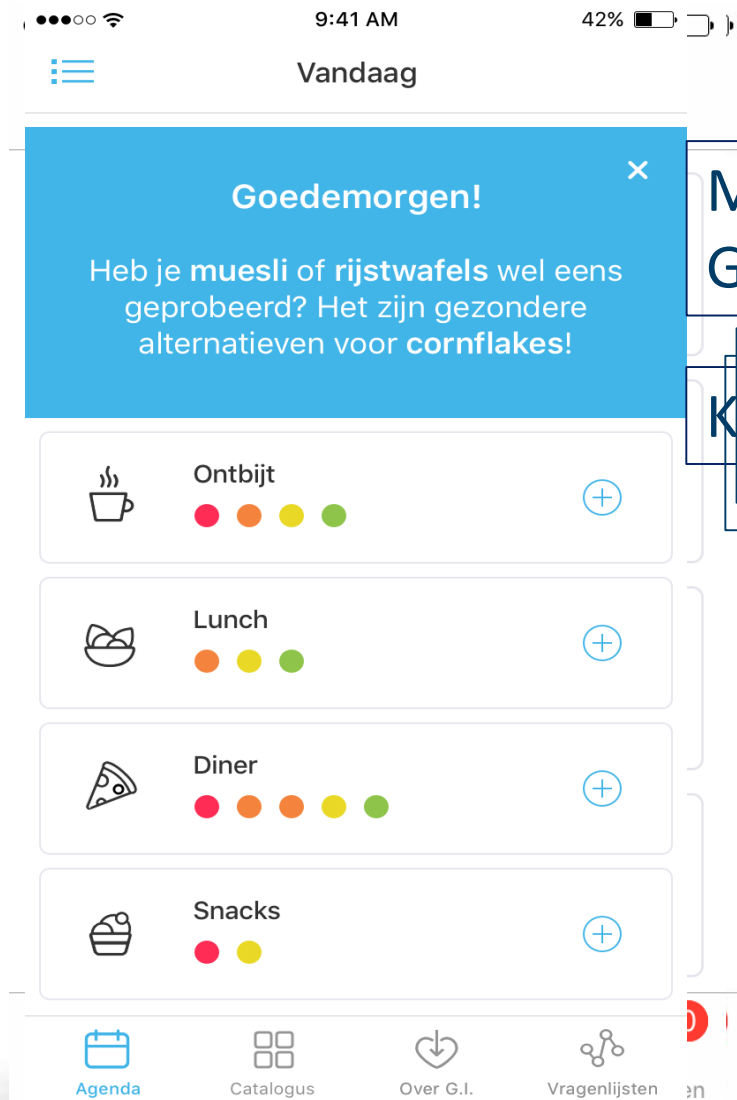 9:41 AM
42%
Vandaag
Goedemorgen!
Heb je muesli of rijstwafels wel eens
geprobeerd? Het zijn gezondere
alternatieven voor cornflakes!
Ontbijt
Lunch
Diner
Snacks
Agenda
Catalogus
Over G.I.
Vragenlijsten